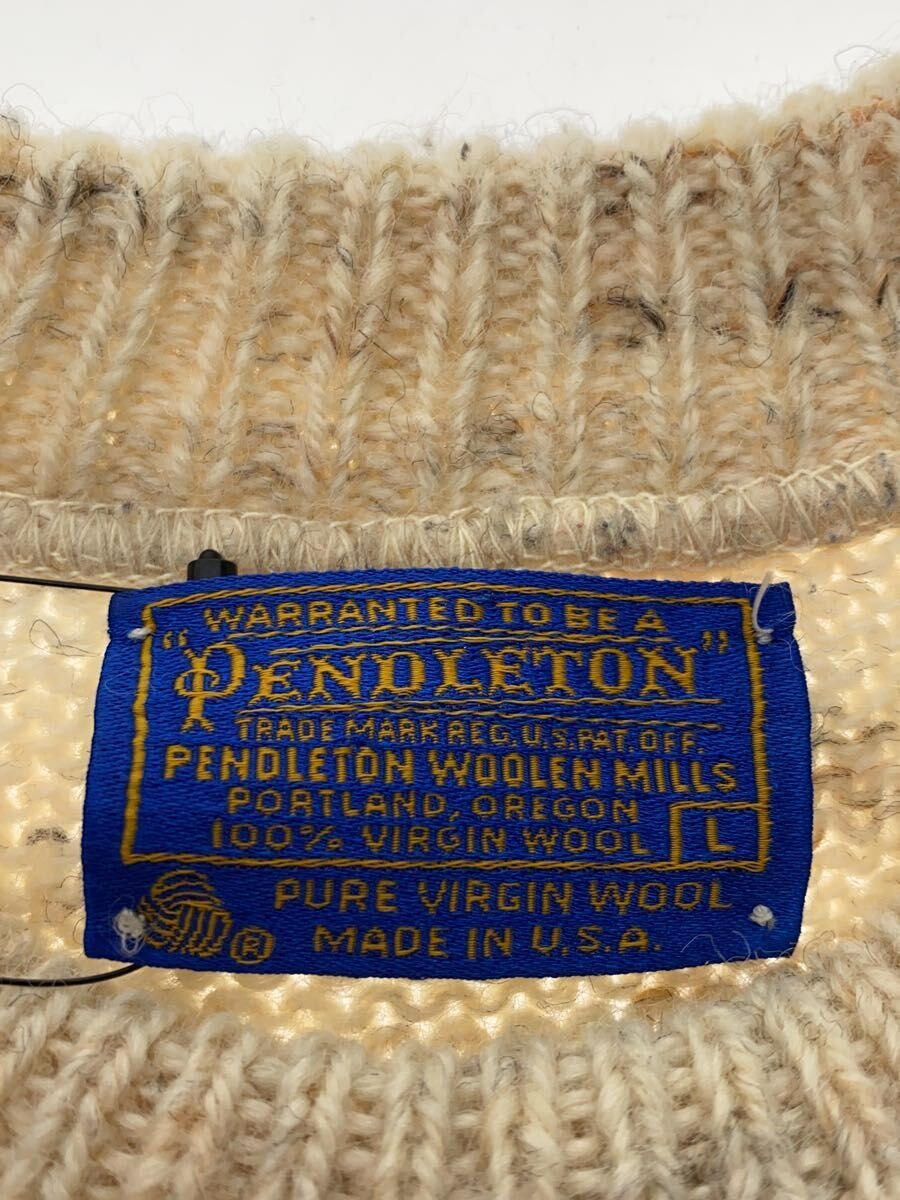 WARRANTED TO BE A
"PENDLETON"
TRADE MARK REG. U.S. PAT. OFF.
PENDLETON WOOLEN MILLS
PORTLAND, OREGON
100% VIRGIN WOOL L
PURE VIRGIN WOOL
® MADE IN U.S.A.